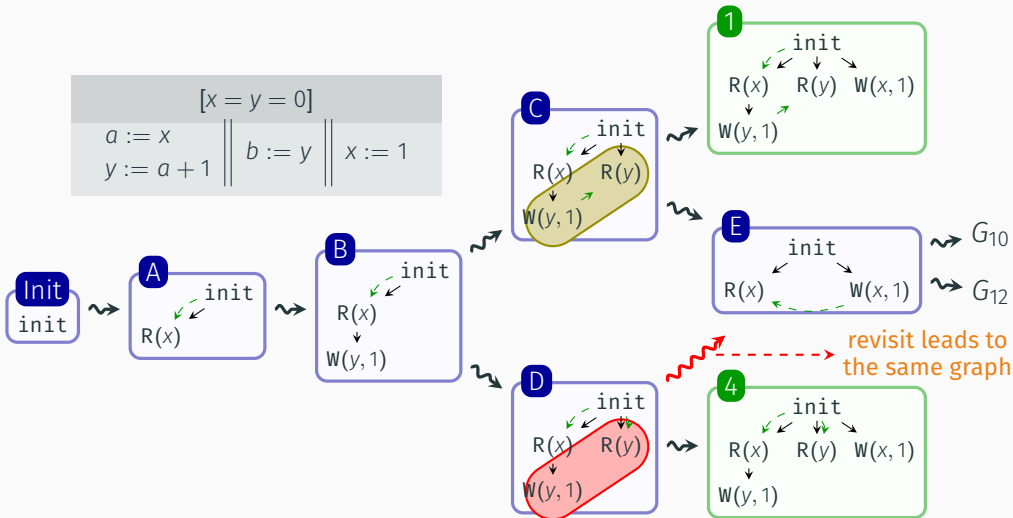 [x = y = 0]
a := x
y := a + 1
b := y
x := 1
Init
init
A
init
R(x)
B
init
R(x)
W(y, 1)
C
init
R(x) R(y)
W(y, 1)
D
init
R(x) R(y)
W(y, 1)
1
init
R(x) R(y) W(x, 1)
W(y, 1)
E
init
R(x) W(x, 1)
G10
G12
revisit leads to
the same graph
4
init
R(x) R(y) W(x, 1)
W(y, 1)